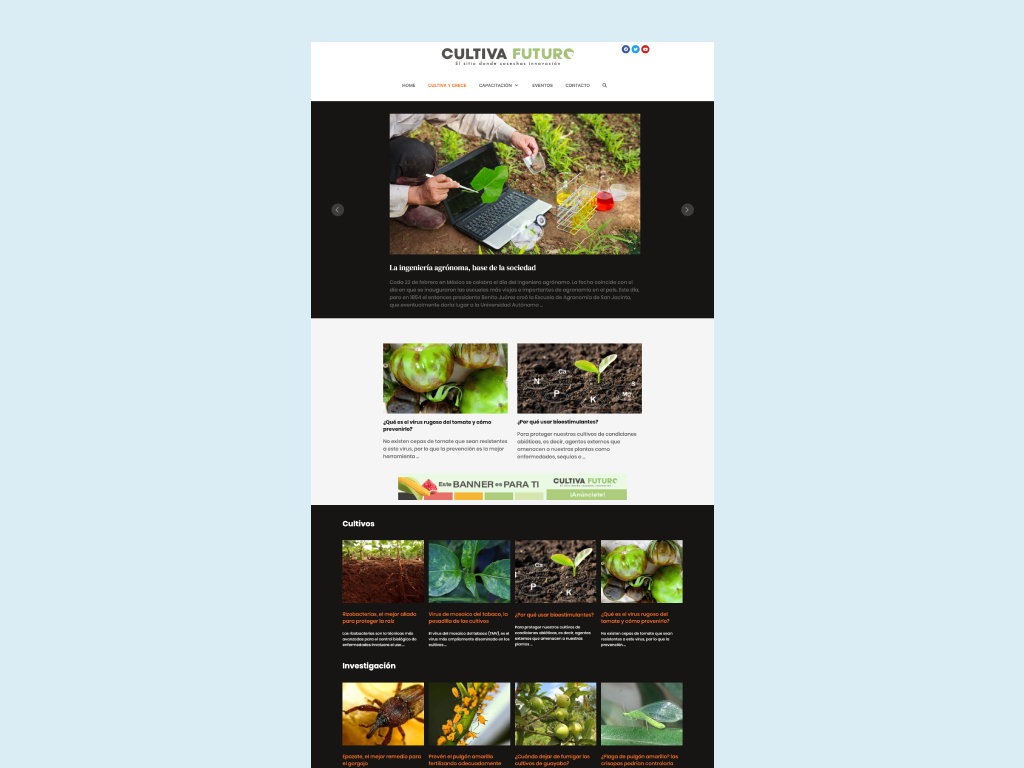 CULTIVA FUTURO
El sitio donde cosechas innovación
HOME CULTIVA Y CRECE CAPACITACIÓN EVENTOS CONTACTO
La ingeniería agrónoma, base de la sociedad
Cada 22 de febrero en México se celebra el día del ingeniero agrónomo. La fecha coincide con el
día en que se inauguraron las escuelas más viejas e importantes de agronomía en el país. Este día,
pero en 1854 el entonces presidente Benito Juárez creó la Escuela de Agronomía de San Jacinto,
que eventualmente daría lugar a la Universidad Autónoma ...
¿Qué es el virus rugoso del tomate y cómo
prevenirlo?
No existen cepas de tomate que sean resistentes
a este virus, por lo que la prevención es la mejor
herramienta ...
N Ca P K S Mg
¿Por qué usar bioestimulantes?
Para proteger nuestros cultivos de condiciones
abióticas, es decir, agentes externos que
amenacen a nuestras plantas como
enfermedades, sequías o ...
Este BANNER es PARA TI
CULTIVA FUTURO
¡Anúnciate!
Cultivos
Ca P K
Rizobacterias, el mejor aliado
para proteger la raíz
Las rizobacterias son la técnicas más
avanzadas para el control biológico de
enfermedades involucra el uso ...
Virus de mosaico del tabaco, la
pesadilla de los cultivos
El virus del mosaico del tabaco (TMV), es el
virus más ampliamente diseminado en los
cultivos ...
¿Por qué usar bioestimulantes?
Para proteger nuestros cultivos de
condiciones abióticas, es decir, agentes
externos que amenacen a nuestras
plantas ...
¿Qué es el virus rugoso del
tomate y cómo prevenirlo?
No existen cepas de tomate que sean
resistentes a este virus, por lo que la
prevención ...
Investigación
Epazote, el mejor remedio para
el gorgojo
Prevén el pulgón amarillo
fertilizando adecuadamente
¿Cuándo dejar de fumigar los
cultivos de guayaba?
¿Plaga de pulgón amarillo? las
crisopas podrían controlarla